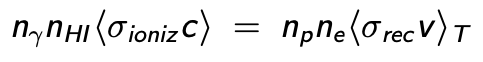 n_γ n_HI ⟨σ_ioniz c⟩ = n_p n_e ⟨σ_rec v⟩_T